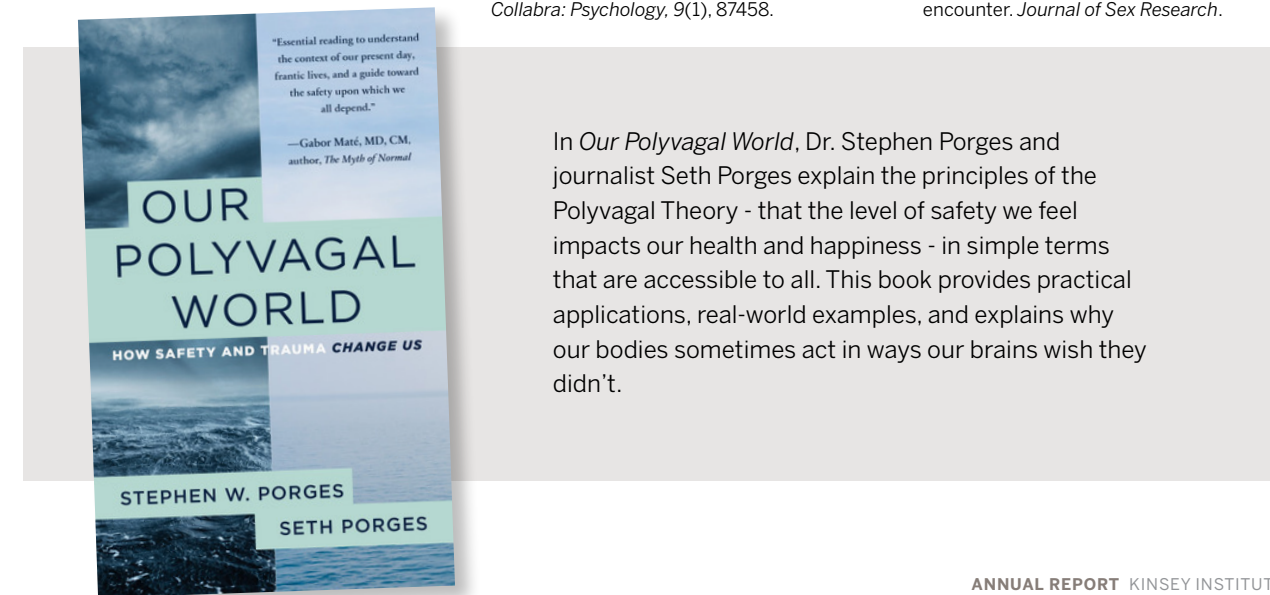 Collabra: Psychology, 9(1), 87458.
encounter. Journal of Sex Research.
“Essential reading to understand
the context of our present day,
frantic lives, and a guide toward
the safety upon which we
all depend.”
—Gabor Maté, MD, CM,
author, The Myth of Normal
OUR
POLYVAGAL
WORLD
HOW SAFETY AND TRAUMA CHANGE US
STEPHEN W. PORGES
SETH PORGES
In Our Polyvagal World, Dr. Stephen Porges and
journalist Seth Porges explain the principles of the
Polyvagal Theory - that the level of safety we feel
impacts our health and happiness - in simple terms
that are accessible to all. This book provides practical
applications, real-world examples, and explains why
our bodies sometimes act in ways our brains wish they
didn’t.
ANNUAL REPORT KINSEY INSTITUT